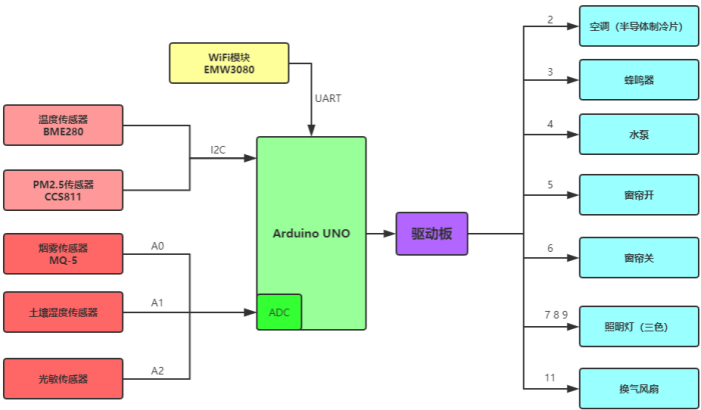 WiFi模块
EMW3080
UART
温度传感器
BME280
PM2.5传感器
CCS811
I2C
烟雾传感器
MQ-5
A0
土壤湿度传感器
A1
光敏传感器
A2
Arduino UNO
ADC
驱动板
2
空调（半导体制冷片）
3
蜂鸣器
4
水泵
5
窗帘开
6
窗帘关
7 8 9
照明灯（三色）
11
换气风扇